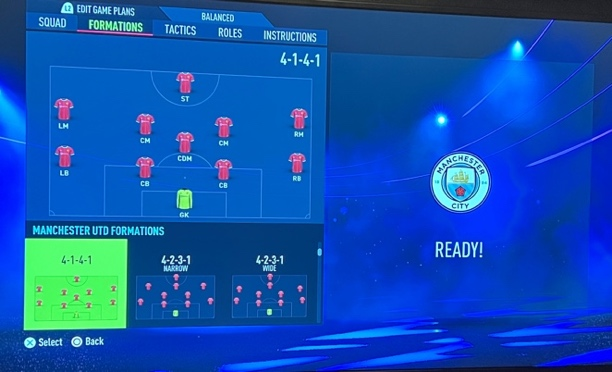 L2 EDIT GAME PLANS
BALANCED
SQUAD FORMATIONS TACTICS ROLES INSTRUCTIONS
4-1-4-1
ST
LM CM CM RM
CDM
LB CB CB RB
GK
MANCHESTER UTD FORMATIONS
4-1-4-1
4-2-3-1
NARROW
4-2-3-1
WIDE
MANCHESTER
CITY
READY!
Select Back